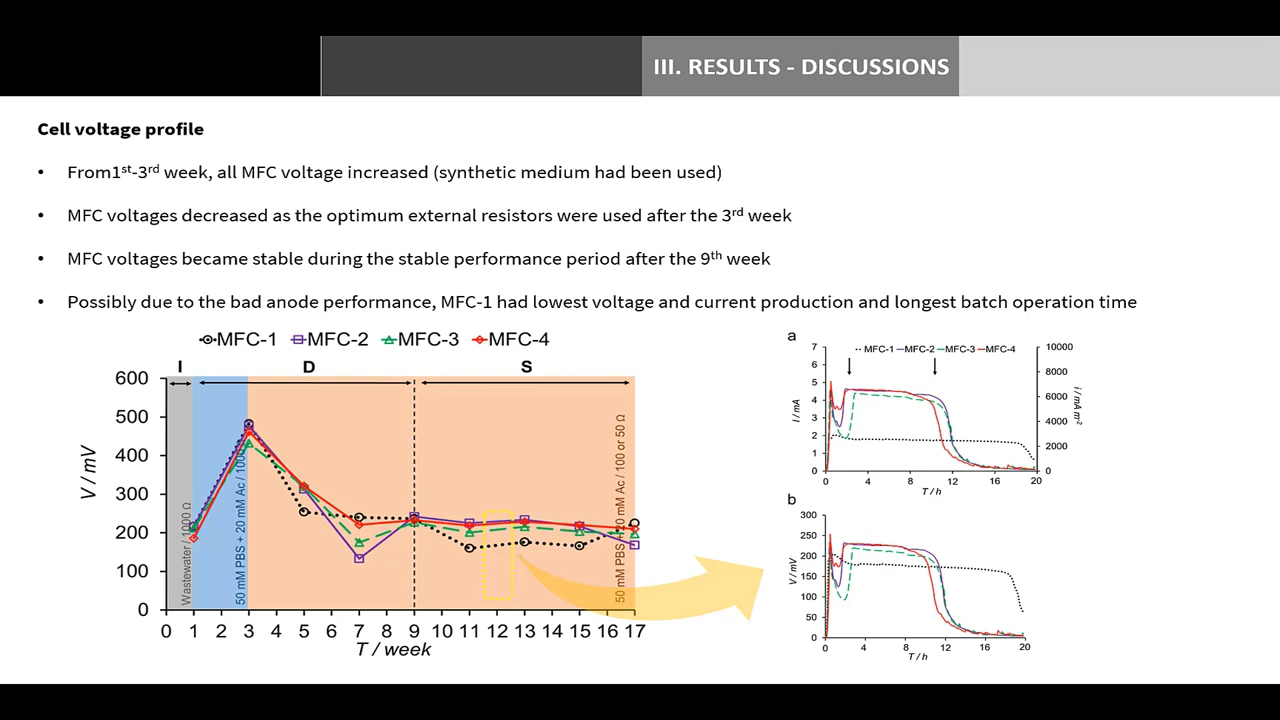 III. RESULTS - DISCUSSIONS
Cell voltage profile
• From1st-3rd week, all MFC voltage increased (synthetic medium had been used)
• MFC voltages decreased as the optimum external resistors were used after the 3rd week
• MFC voltages became stable during the stable performance period after the 9th week
• Possibly due to the bad anode performance, MFC-1 had lowest voltage and current production and longest batch operation time
MFC-1 MFC-2 MFC-3 MFC-4
I D S
600
500
400
300
200
100
0
V / mV
Wastewater / 1000 Ω
50 mM PBS + 20 mM Ac / 1000
50 mM PBS + 20 mM Ac / 100 or 50 Ω
0 1 2 3 4 5 6 7 8 9 10 11 12 13 14 15 16 17
T / week
a
MFC-1 MFC-2 MFC-3 MFC-4
7
6
5
4
3
2
1
0
I / mA
10000
8000
6000
4000
2000
0
i / mA m-2
0 4 8 12 16 20
T / h
b
300
250
200
150
100
50
0
V / mV
0 4 8 12 16 20
T / h